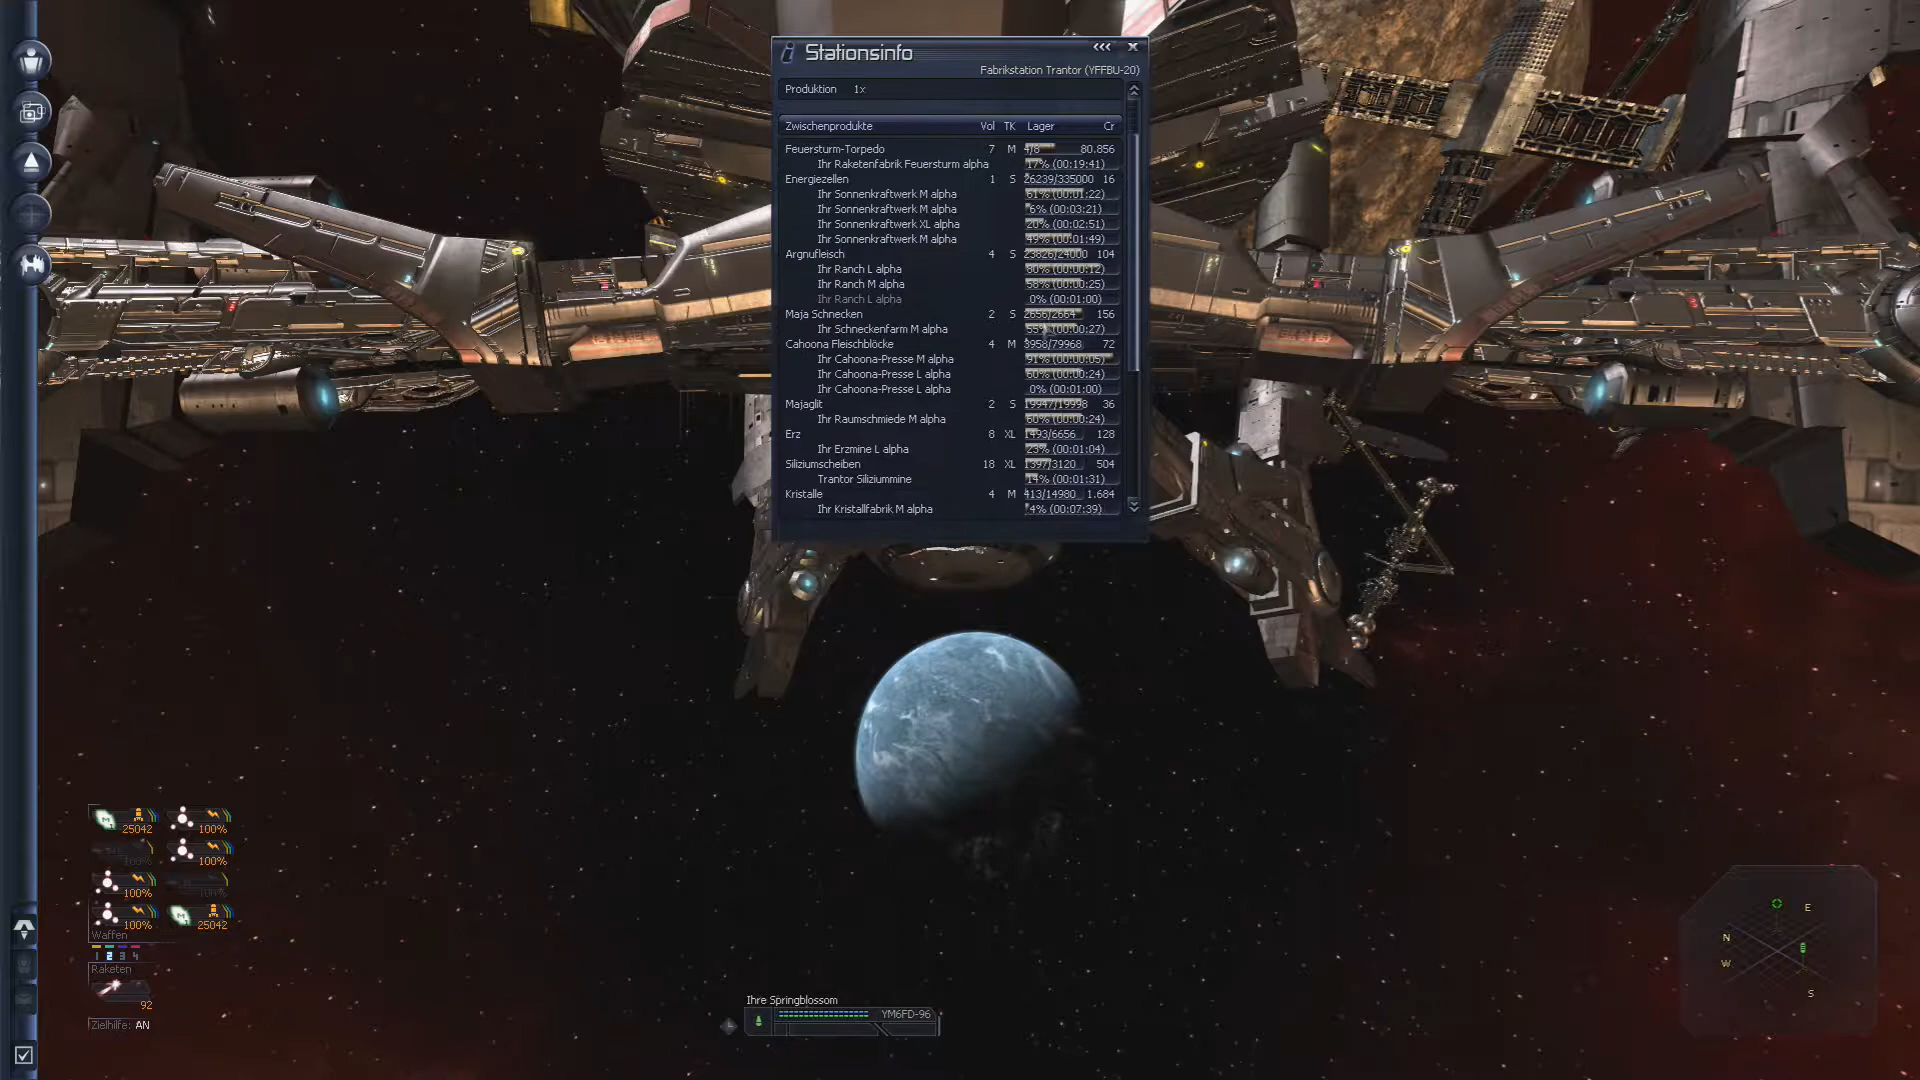 Stationsinfo
Fabrikstation Trantor (YFFBU-20)
Produktion 1x
Zwischenprodukte Vol TK Lager Cr
Feuersturm-Torpedo 7 M 4/8 80.856
Ihr Raketenfabrik Feuersturm alpha 17% (00:19:41)
Energiezellen 1 S 26239/335000 16
Ihr Sonnenkraftwerk M alpha 61% (00:01:22)
Ihr Sonnenkraftwerk M alpha 6% (00:03:21)
Ihr Sonnenkraftwerk XL alpha 20% (00:02:51)
Ihr Sonnenkraftwerk M alpha 49% (00:01:49)
Argnufleisch 4 S 23826/24000 104
Ihr Ranch L alpha 80% (00:00:12)
Ihr Ranch M alpha 58% (00:00:25)
Ihr Ranch L alpha 0% (00:01:00)
Maja Schnecken 2 S 2656/2664 156
Ihr Schneckenfarm M alpha 55% (00:00:27)
Cahoona Fleischblöcke 4 M 3958/79968 72
Ihr Cahoona-Presse M alpha 91% (00:00:05)
Ihr Cahoona-Presse L alpha 60% (00:00:24)
Ihr Cahoona-Presse L alpha 0% (00:01:00)
Majaglit 2 S 19947/19998 36
Ihr Raumschmiede M alpha 60% (00:00:24)
Erz 8 XL 1493/6656 128
Ihr Erzmine L alpha 23% (00:01:04)
Siliziumscheiben 18 XL 1397/3120 504
Trantor Siliziummine 14% (00:01:31)
Kristalle 4 M 413/14980 1.684
Ihr Kristallfabrik M alpha 4% (00:07:39)
25042 100%
100% 100%
100%
100% 25042
Waffen
1 2 3 4
Raketen
92
Zielhilfe: AN
Ihre Springblossom
YM6FD-96
E
N
W
S